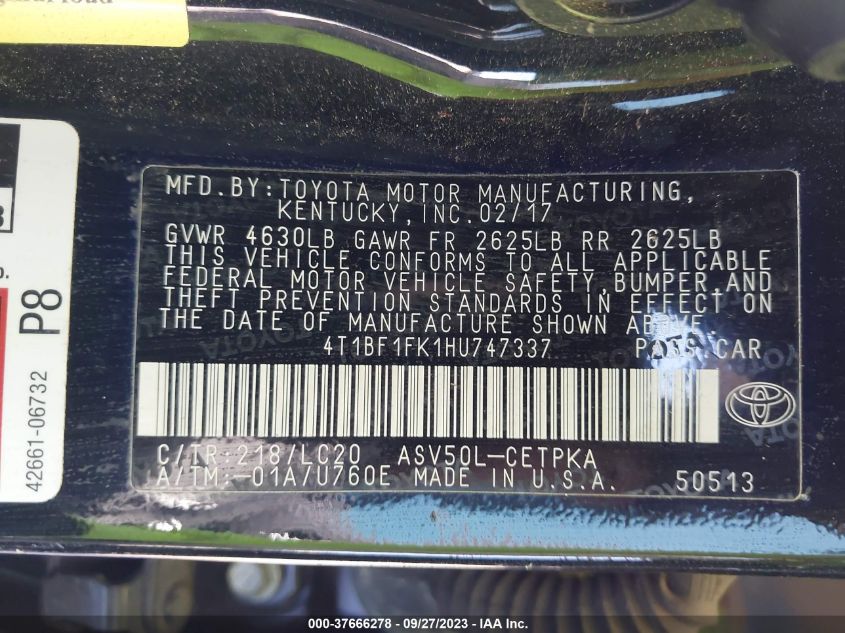 MFD.BY:TOYOTA MOTOR MANUFACTURING,
KENTUCKY,INC.02/17
GVWR 4630LB GAWR FR 2625LB RR 2625LB
THIS VEHICLE CONFORMS TO ALL APPLICABLE
FEDERAL MOTOR VEHICLE SAFETY,BUMPER,AND
THEFT PREVENTION STANDARDS IN EFFECT ON
THE DATE OF MANUFACTURE SHOWN ABOVE.
4T1BF1FK1HU747337 PASS.CAR
C/TR:218/LC20 ASV50L-CETPKA
A/TM:-01A/U760E MADE IN U.S.A. 50513
P8
42661-06732
000-37666278 - 09/27/2023 - IAAI.com